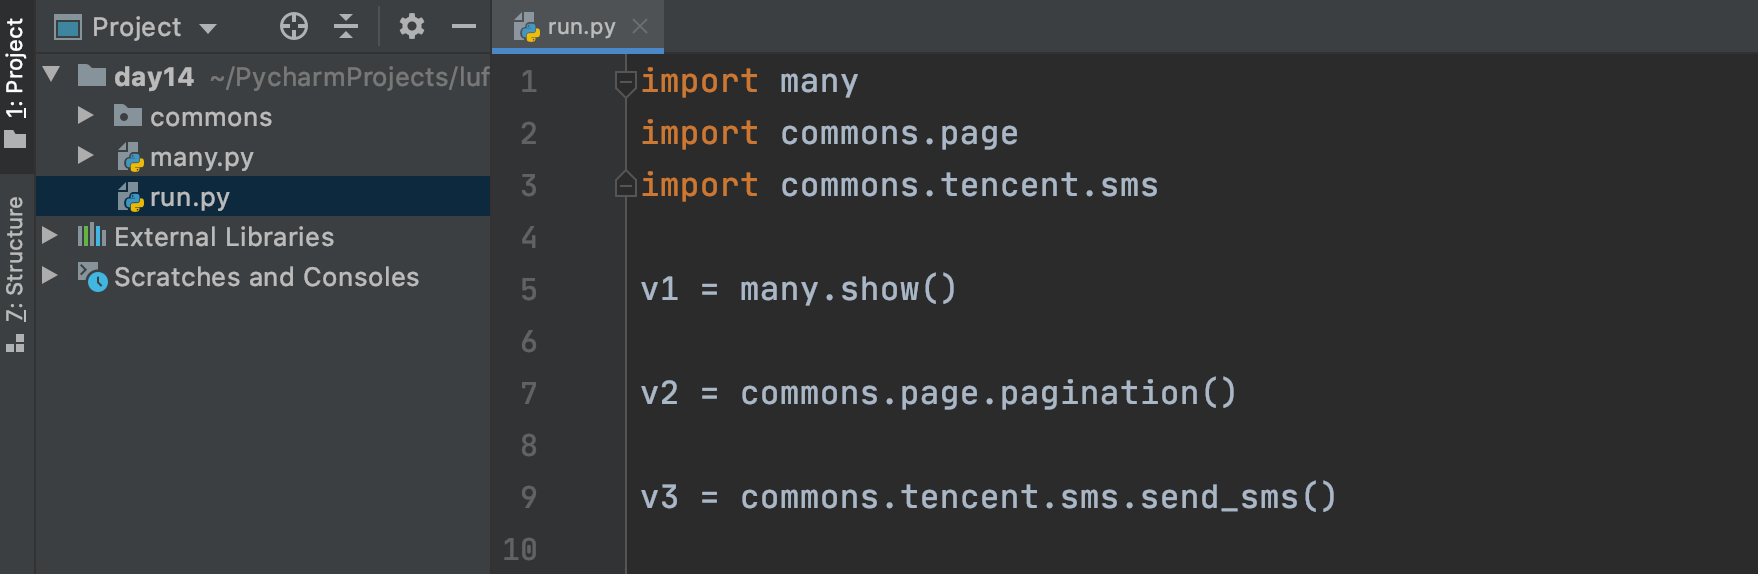 1: Project
7: Structure
Project
day14 ~/PycharmProjects/luf
commons
many.py
run.py
External Libraries
Scratches and Consoles
run.py
1 import many
2 import commons.page
3 import commons.tencent.sms
4
5 v1 = many.show()
6
7 v2 = commons.page.pagination()
8
9 v3 = commons.tencent.sms.send_sms()
10